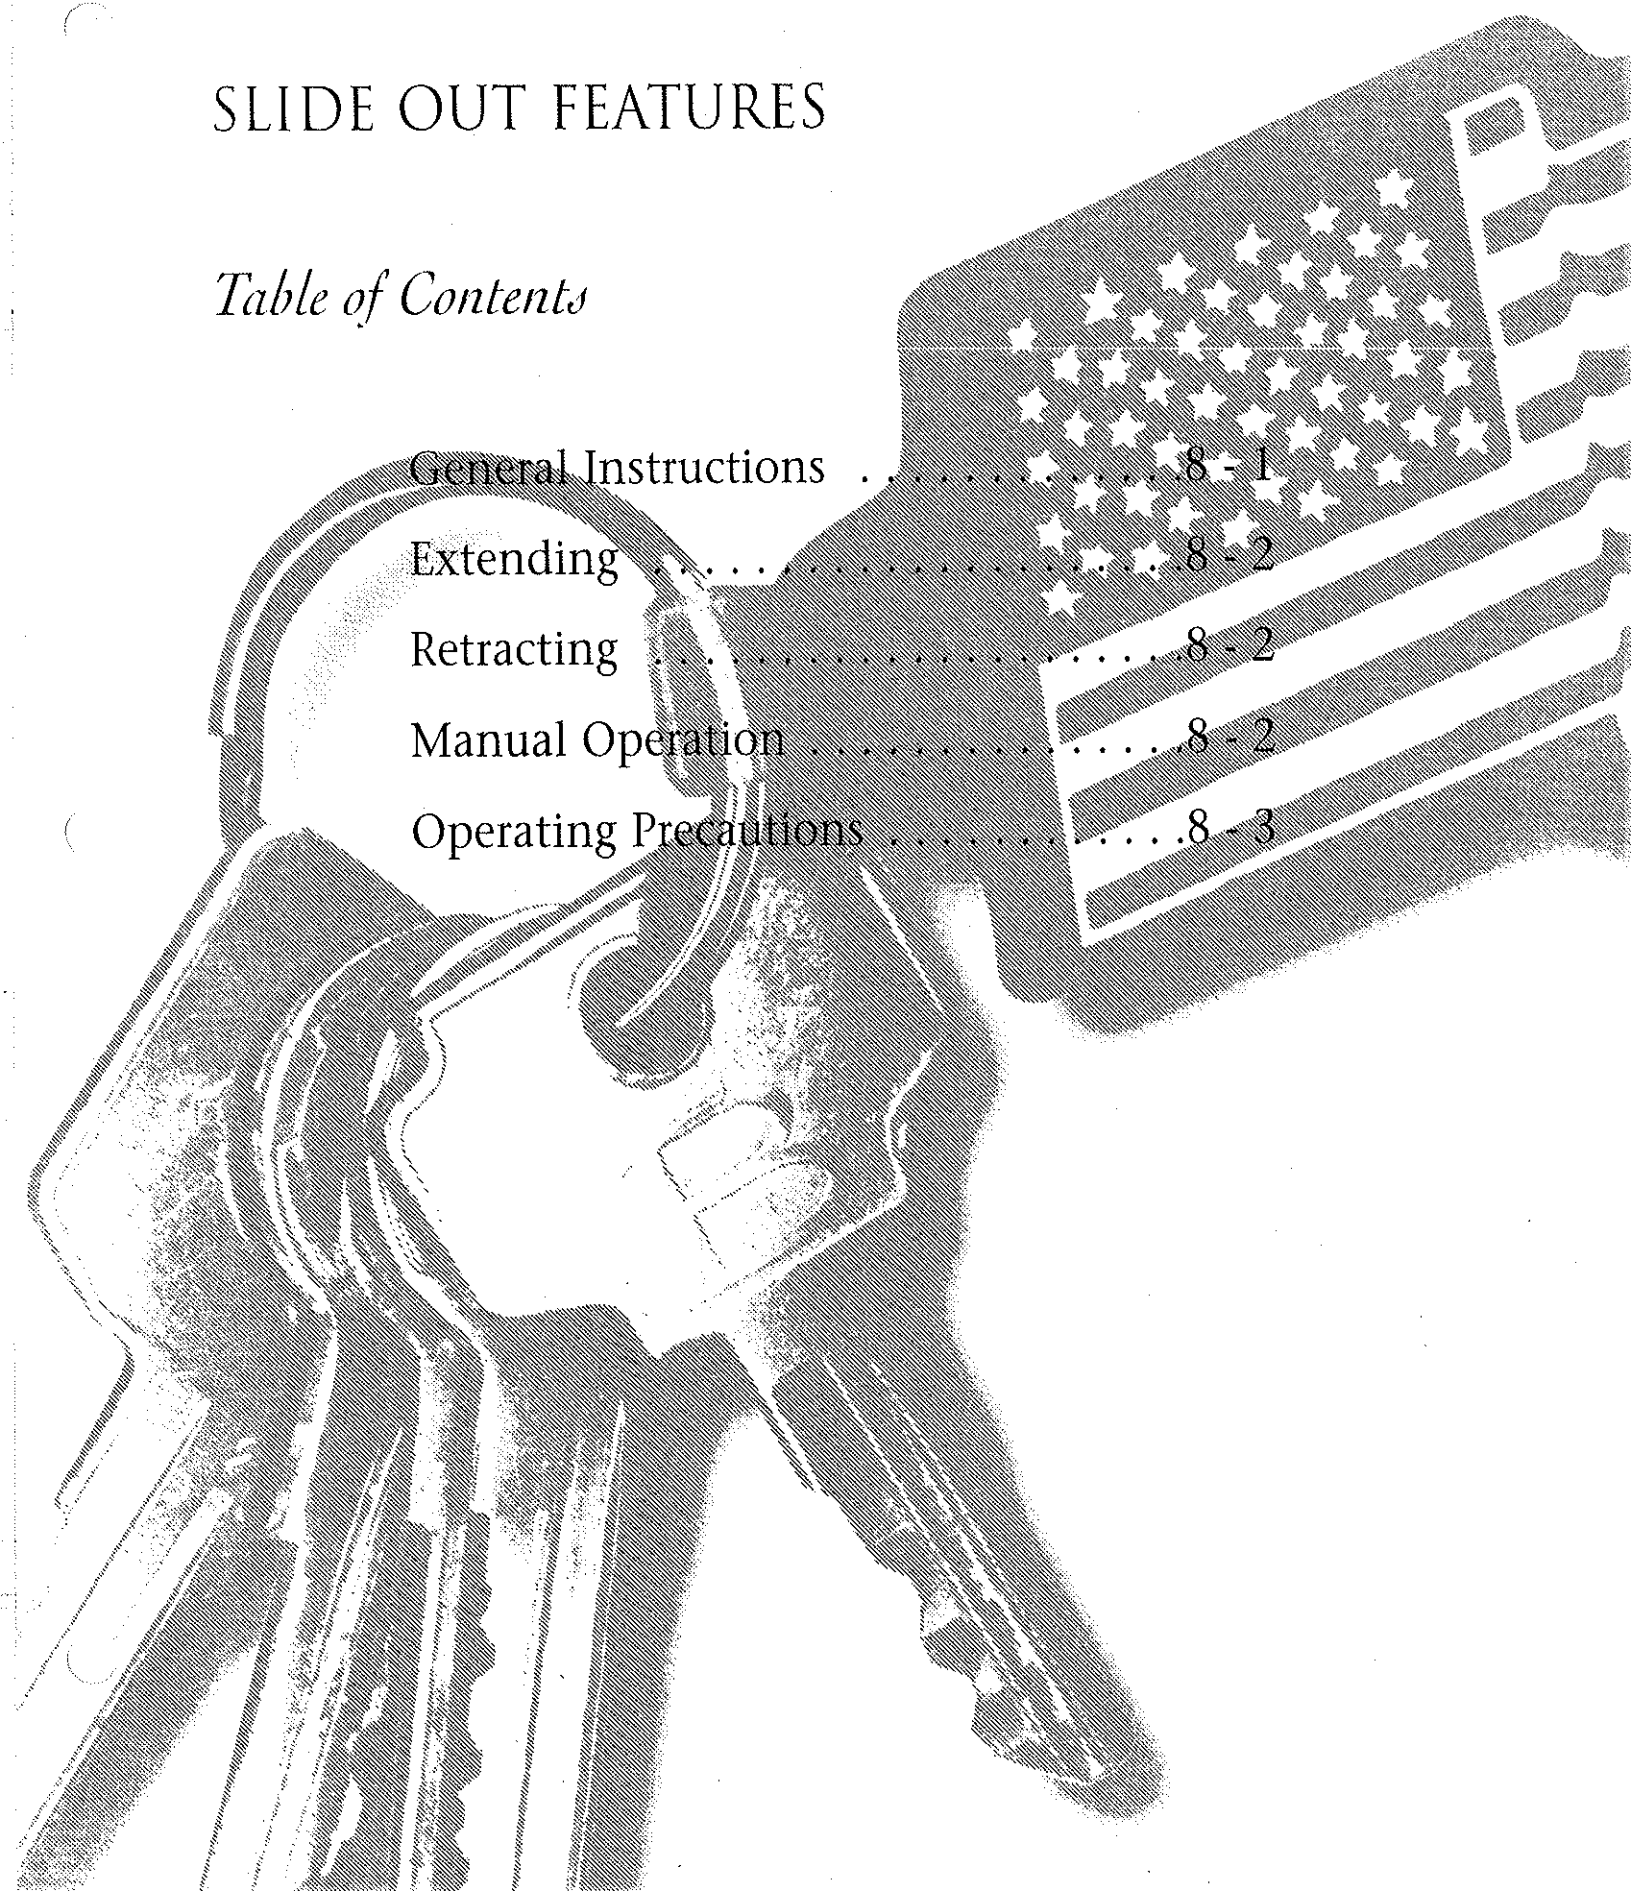 SLIDE OUT FEATURES
Table of Contents
General Instructions . . . . . . . . . . . . .8 - 1
Extending . . . . . . . . . . . . . . . . . . . . .8 - 2
Retracting . . . . . . . . . . . . . . . . . . . . .8 - 2
Manual Operation . . . . . . . . . . . . . . .8 - 2
Operating Precautions . . . . . . . . . . . .8 - 3